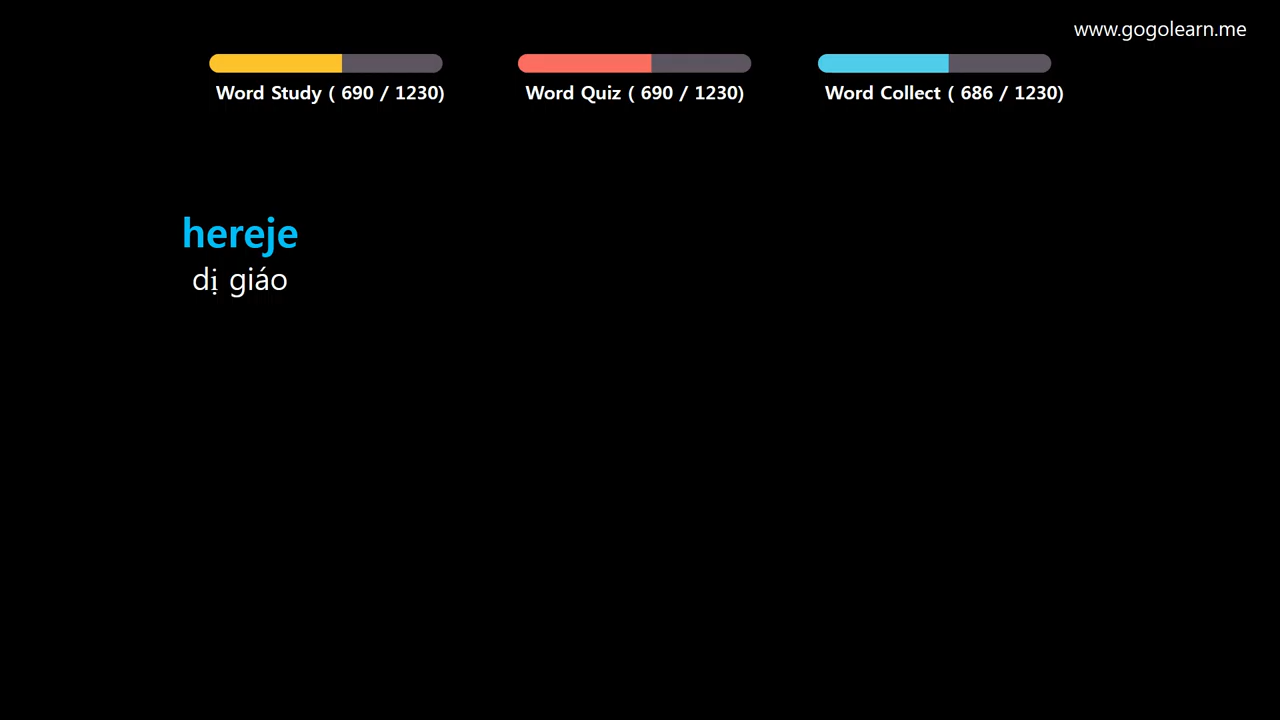 www.gogolearn.me
Word Study ( 690 / 1230)
Word Quiz ( 690 / 1230)
Word Collect ( 686 / 1230)
hereje
dị giáo